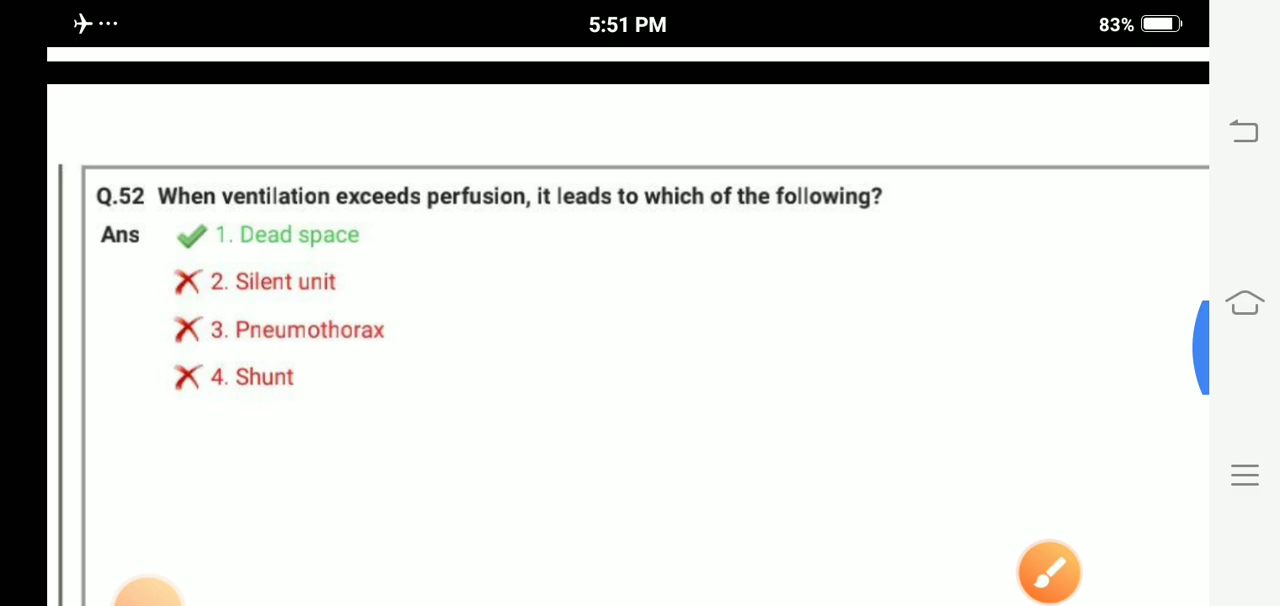 5:51 PM
83%
Q.52 When ventilation exceeds perfusion, it leads to which of the following?
Ans 1. Dead space
2. Silent unit
3. Pneumothorax
4. Shunt